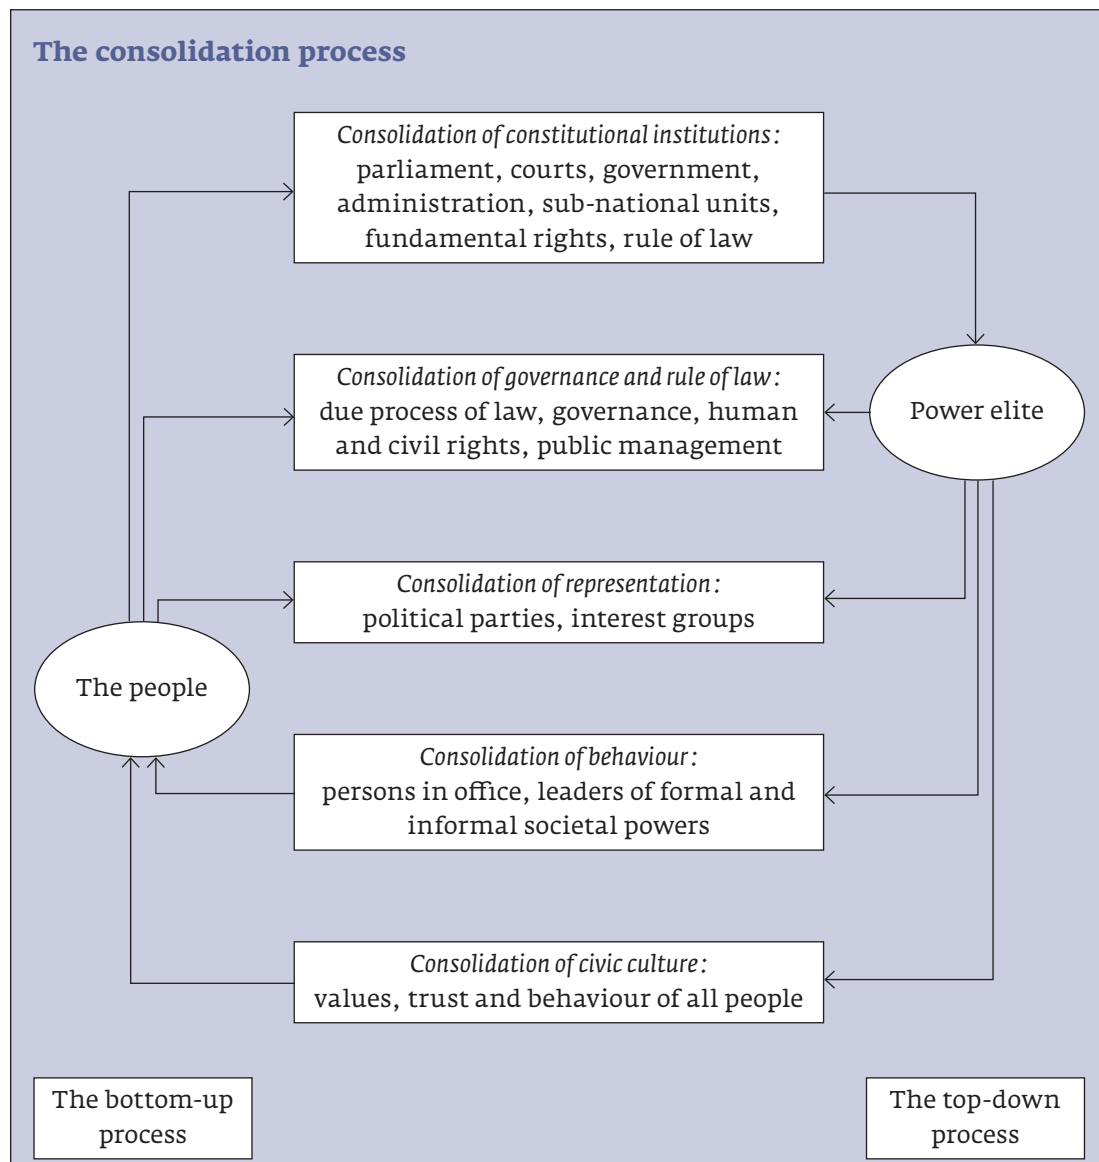 The consolidation process
Consolidation of constitutional institutions:
parliament, courts, government,
administration, sub-national units,
fundamental rights, rule of law
Consolidation of governance and rule of law:
due process of law, governance, human
and civil rights, public management
Power elite
Consolidation of representation:
political parties, interest groups
The people
Consolidation of behaviour:
persons in office, leaders of formal and
informal societal powers
Consolidation of civic culture:
values, trust and behaviour of all people
The bottom-up
process
The top-down
process